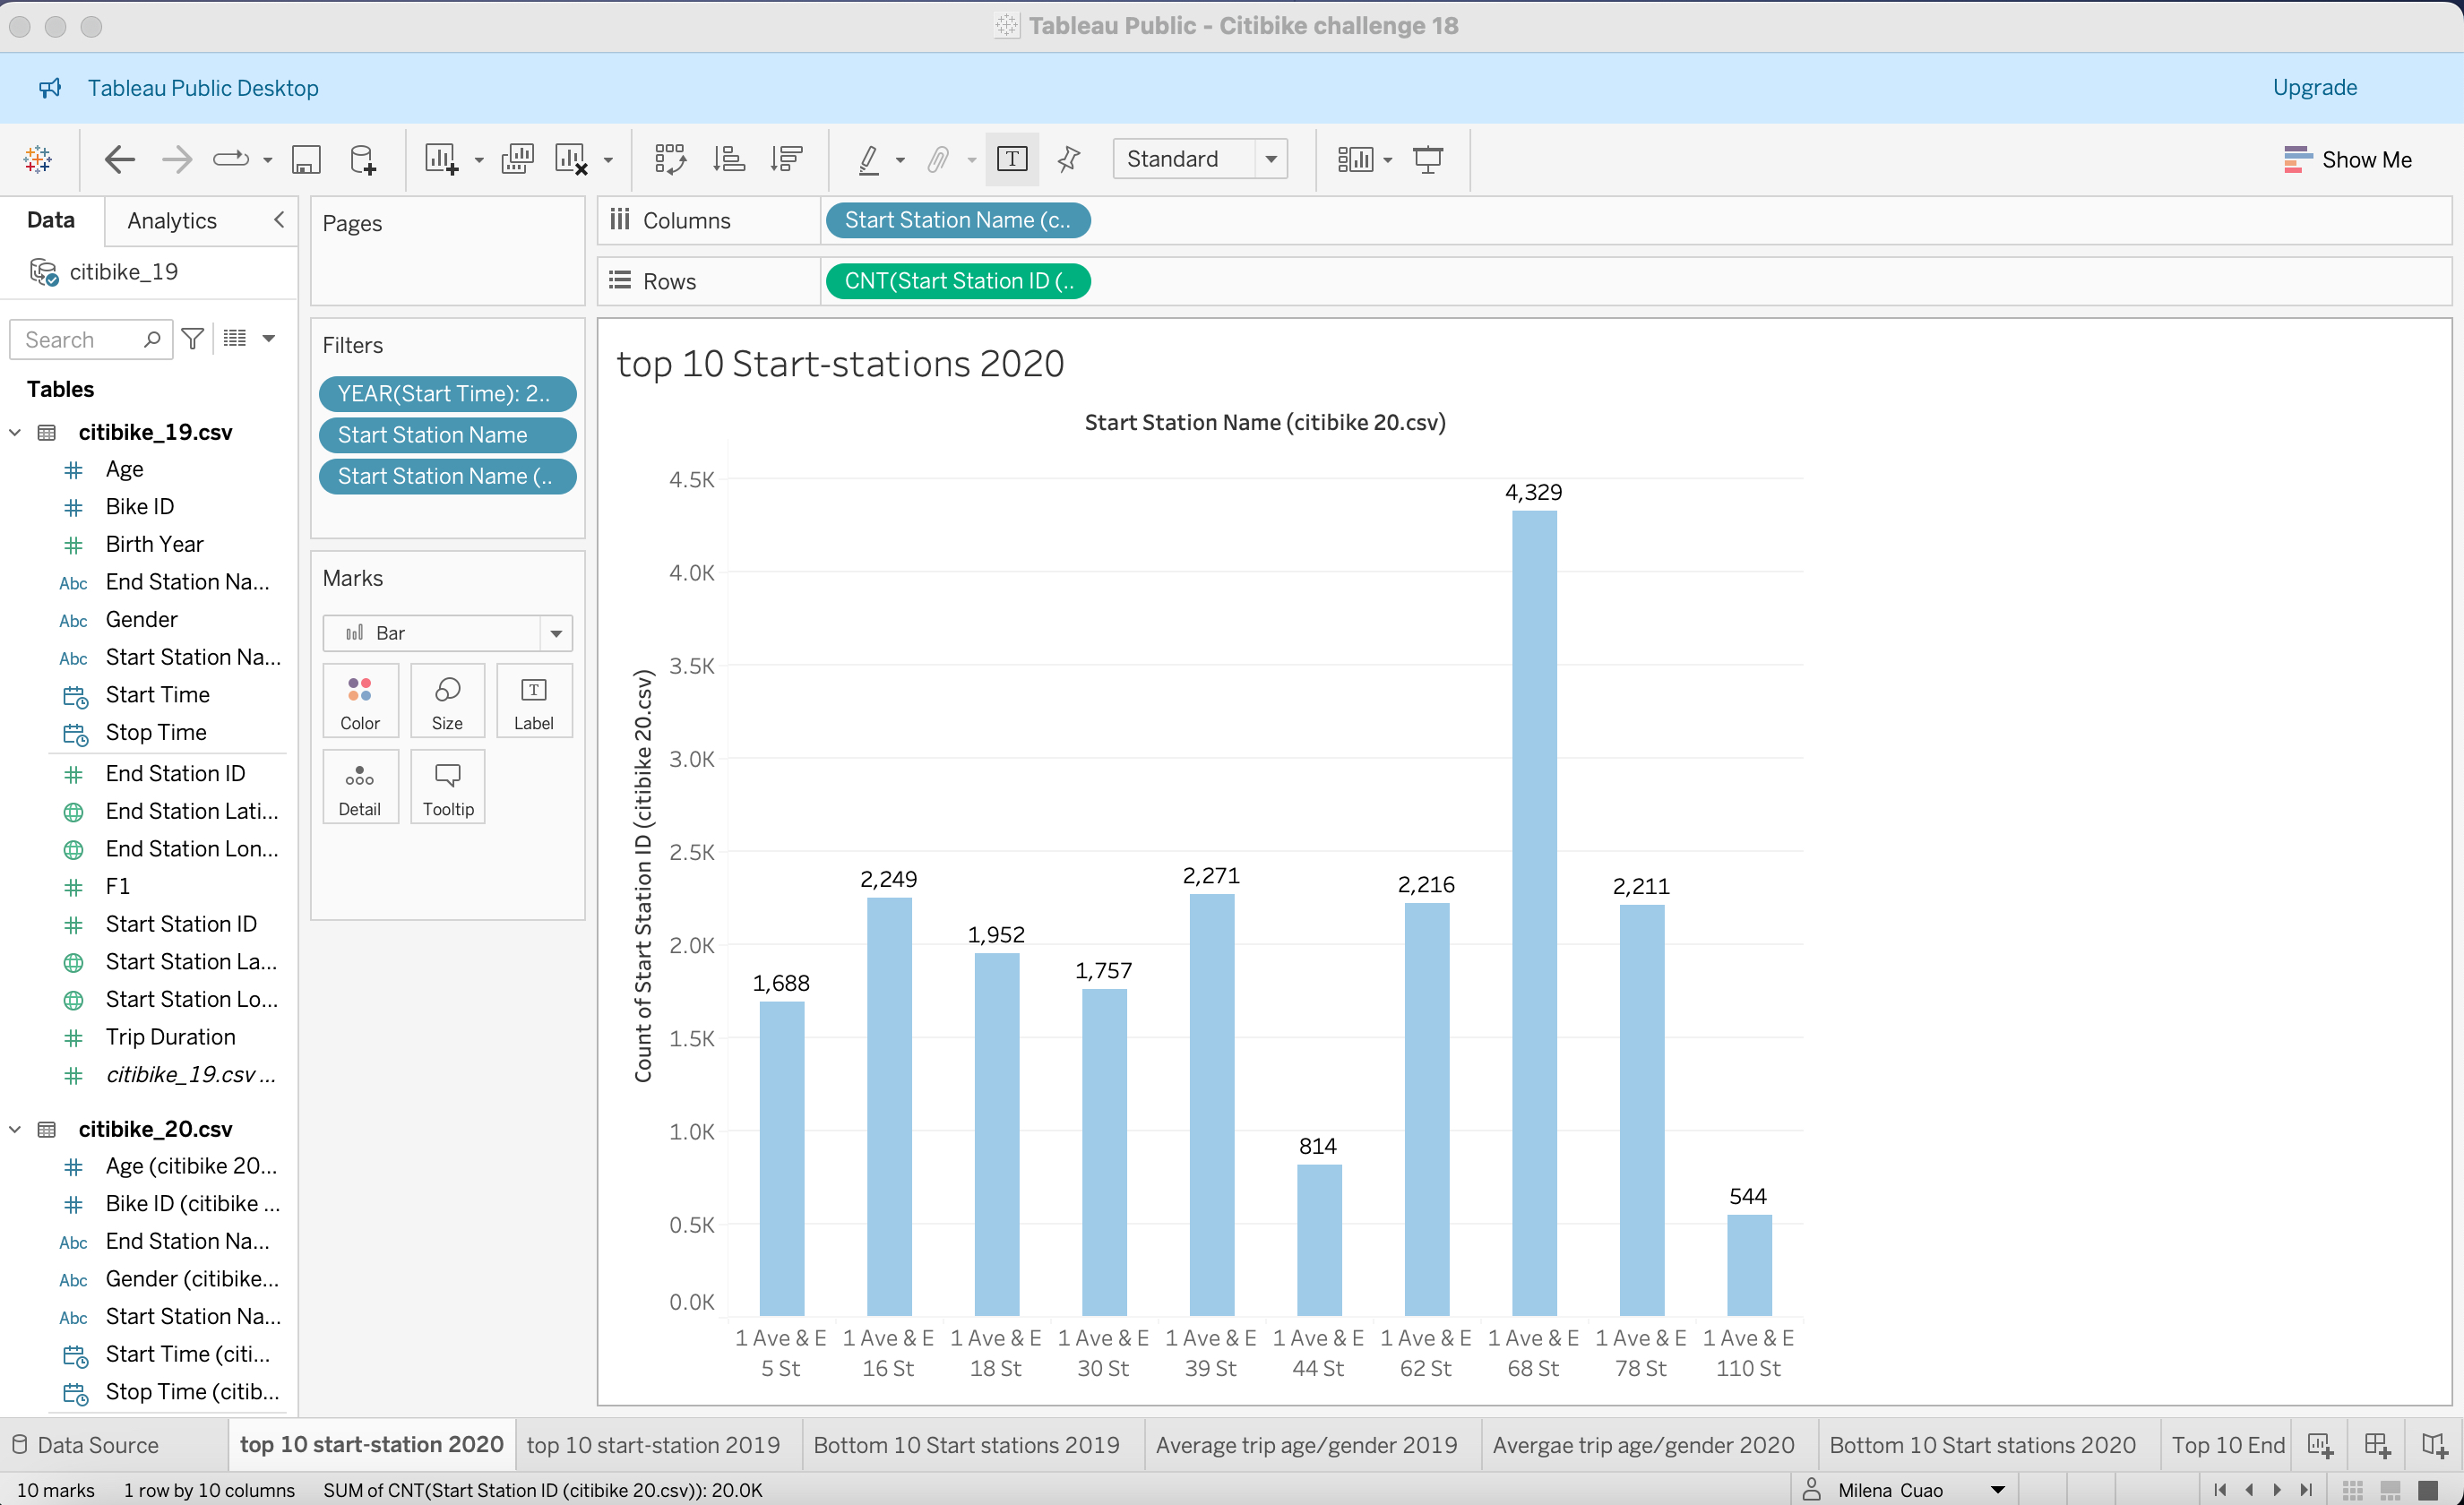 Tableau Public - Citibike challenge 18
Tableau Public Desktop
Upgrade
Standard
Show Me
Data
Analytics
citibike_19
Search
Tables
citibike_19.csv
Age
Bike ID
Birth Year
End Station Na...
Gender
Start Station Na...
Start Time
Stop Time
End Station ID
End Station Lati...
End Station Lon...
F1
Start Station ID
Start Station La...
Start Station Lo...
Trip Duration
citibike_19.csv ...
citibike_20.csv
Age (citibike 20...
Bike ID (citibike ...
End Station Na...
Gender (citibike...
Start Station Na...
Start Time (citi...
Stop Time (citib...
Pages
Filters
YEAR(Start Time): 2..
Start Station Name
Start Station Name (..
Marks
Bar
Color
Size
T
Label
Detail
Tooltip
Columns
Start Station Name (c..
Rows
CNT(Start Station ID (..
top 10 Start-stations 2020
Start Station Name (citibike 20.csv)
Count of Start Station ID (citibike 20.csv)
4.5K
4.0K
3.5K
3.0K
2.5K
2.0K
1.5K
1.0K
0.5K
0.0K
1,688
2,249
1,952
1,757
2,271
814
2,216
4,329
2,211
544
1 Ave & E
5 St
1 Ave & E
16 St
1 Ave & E
18 St
1 Ave & E
30 St
1 Ave & E
39 St
1 Ave & E
44 St
1 Ave & E
62 St
1 Ave & E
68 St
1 Ave & E
78 St
1 Ave & E
110 St
Data Source
top 10 start-station 2020
top 10 start-station 2019
Bottom 10 Start stations 2019
Average trip age/gender 2019
Avergae trip age/gender 2020
Bottom 10 Start stations 2020
Top 10 End
10 marks
1 row by 10 columns
SUM of CNT(Start Station ID (citibike 20.csv)): 20.0K
Milena Cuao